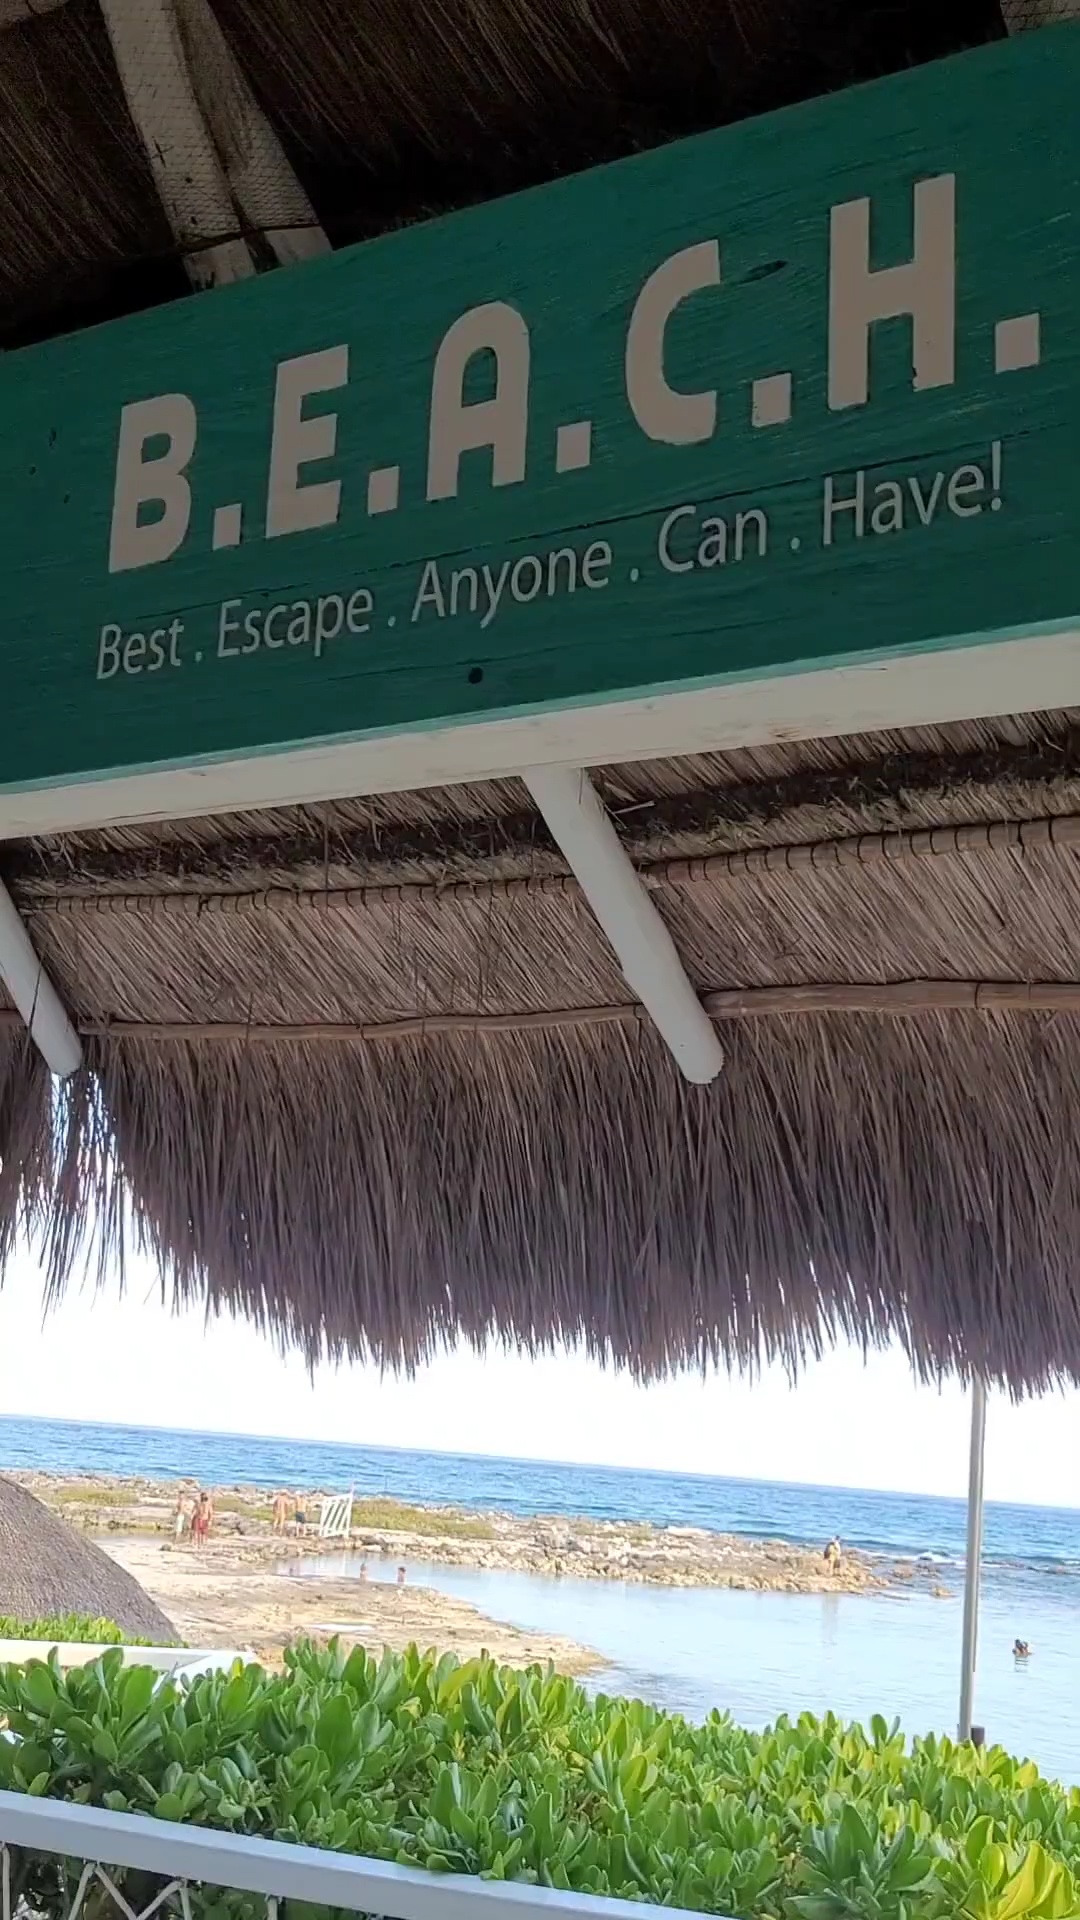 B.E.A.C.H.
Best . Escape . Anyone . Can . Have!